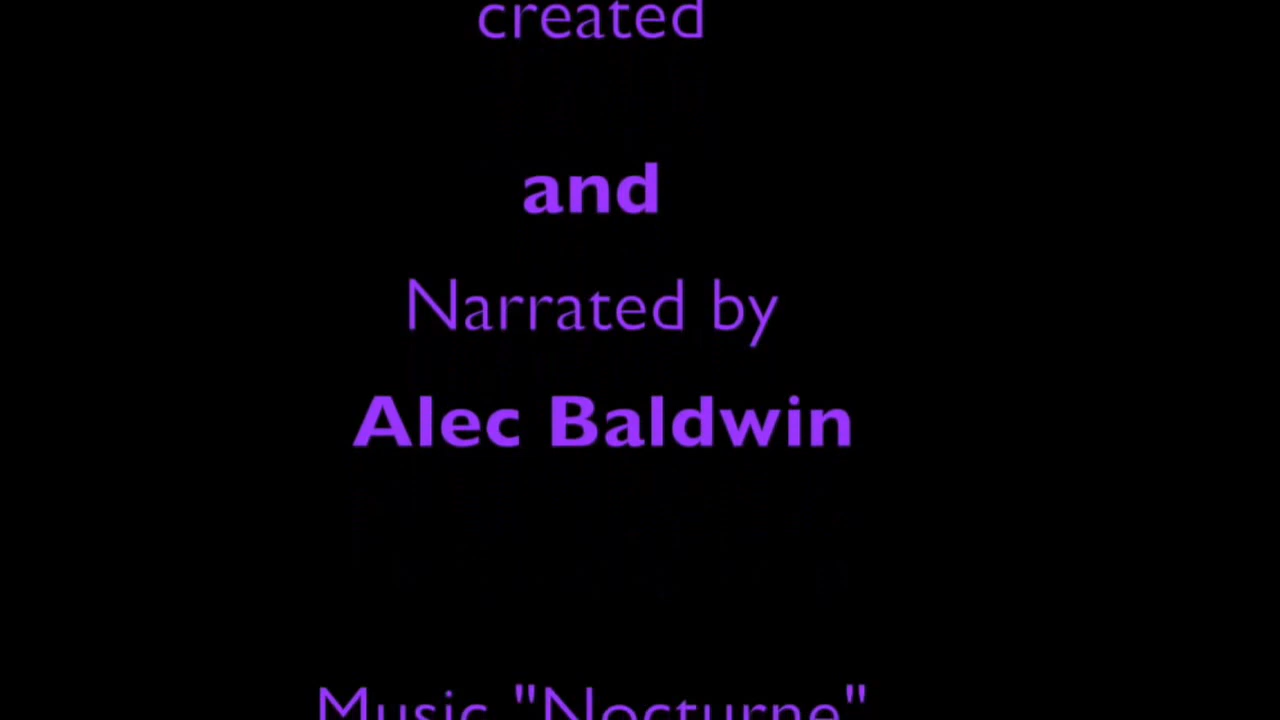 created
and
Narrated by
Alec Baldwin
Music "Nocturne"